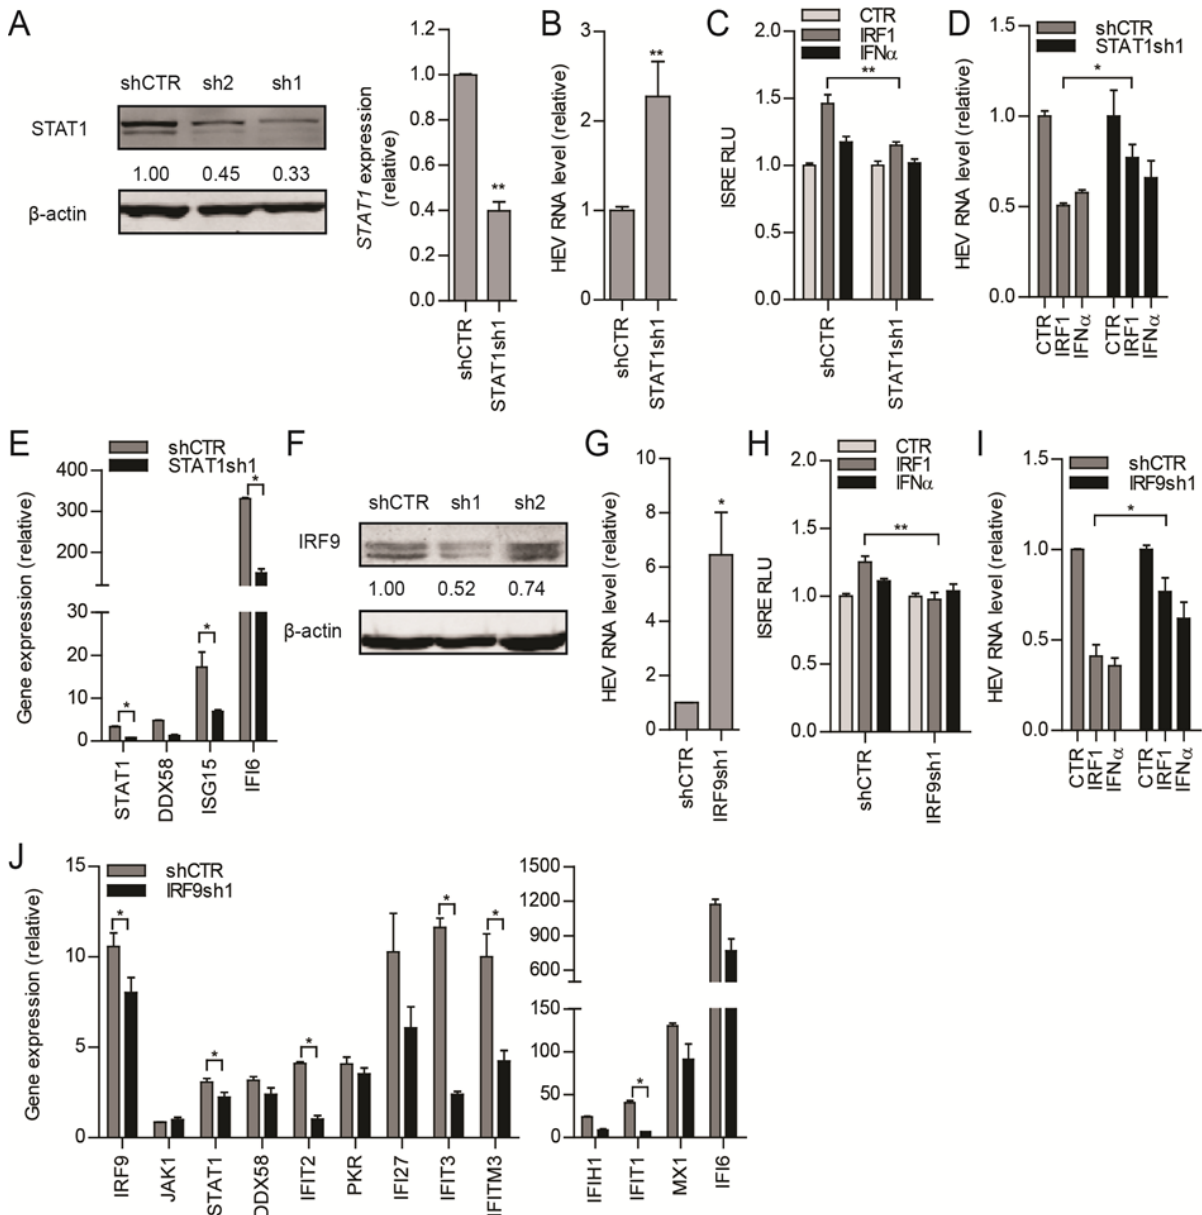 A
shCTR sh2 sh1
STAT1
1.00 0.45 0.33
β-actin
STAT1 expression
(relative)
1.2
1.0
0.8
0.6
0.4
0.2
0.0
**
shCTR
STAT1sh1
B
HEV RNA level (relative)
3
2
1
0
**
shCTR
STAT1sh1
C
CTR
IRF1
IFNα
ISRE RLU
2.0
1.5
1.0
0.5
0.0
**
shCTR
STAT1sh1
D
shCTR
STAT1sh1
HEV RNA level (relative)
1.5
1.0
0.5
0.0
*
CTR
IRF1
IFNα
CTR
IRF1
IFNα
E
shCTR
STAT1sh1
Gene expression (relative)
400
300
200
30
20
10
0
*
*
*
STAT1
DDX58
ISG15
IFI6
F
shCTR sh1 sh2
IRF9
1.00 0.52 0.74
β-actin
G
HEV RNA level (relative)
10
8
6
4
2
0
*
shCTR
IRF9sh1
H
CTR
IRF1
IFNα
ISRE RLU
2.0
1.5
1.0
0.5
0.0
**
shCTR
IRF9sh1
I
shCTR
IRF9sh1
HEV RNA level (relative)
1.5
1.0
0.5
0.0
*
CTR
IRF1
IFNα
CTR
IRF1
IFNα
J
shCTR
IRF9sh1
Gene expression (relative)
15
10
5
0
*
*
*
*
*
IRF9
JAK1
STAT1
DDX58
IFIT2
PKR
IFI27
IFIT3
IFITM3
1500
1200
900
600
150
100
50
0
*
IFIH1
IFIT1
MX1
IFI6